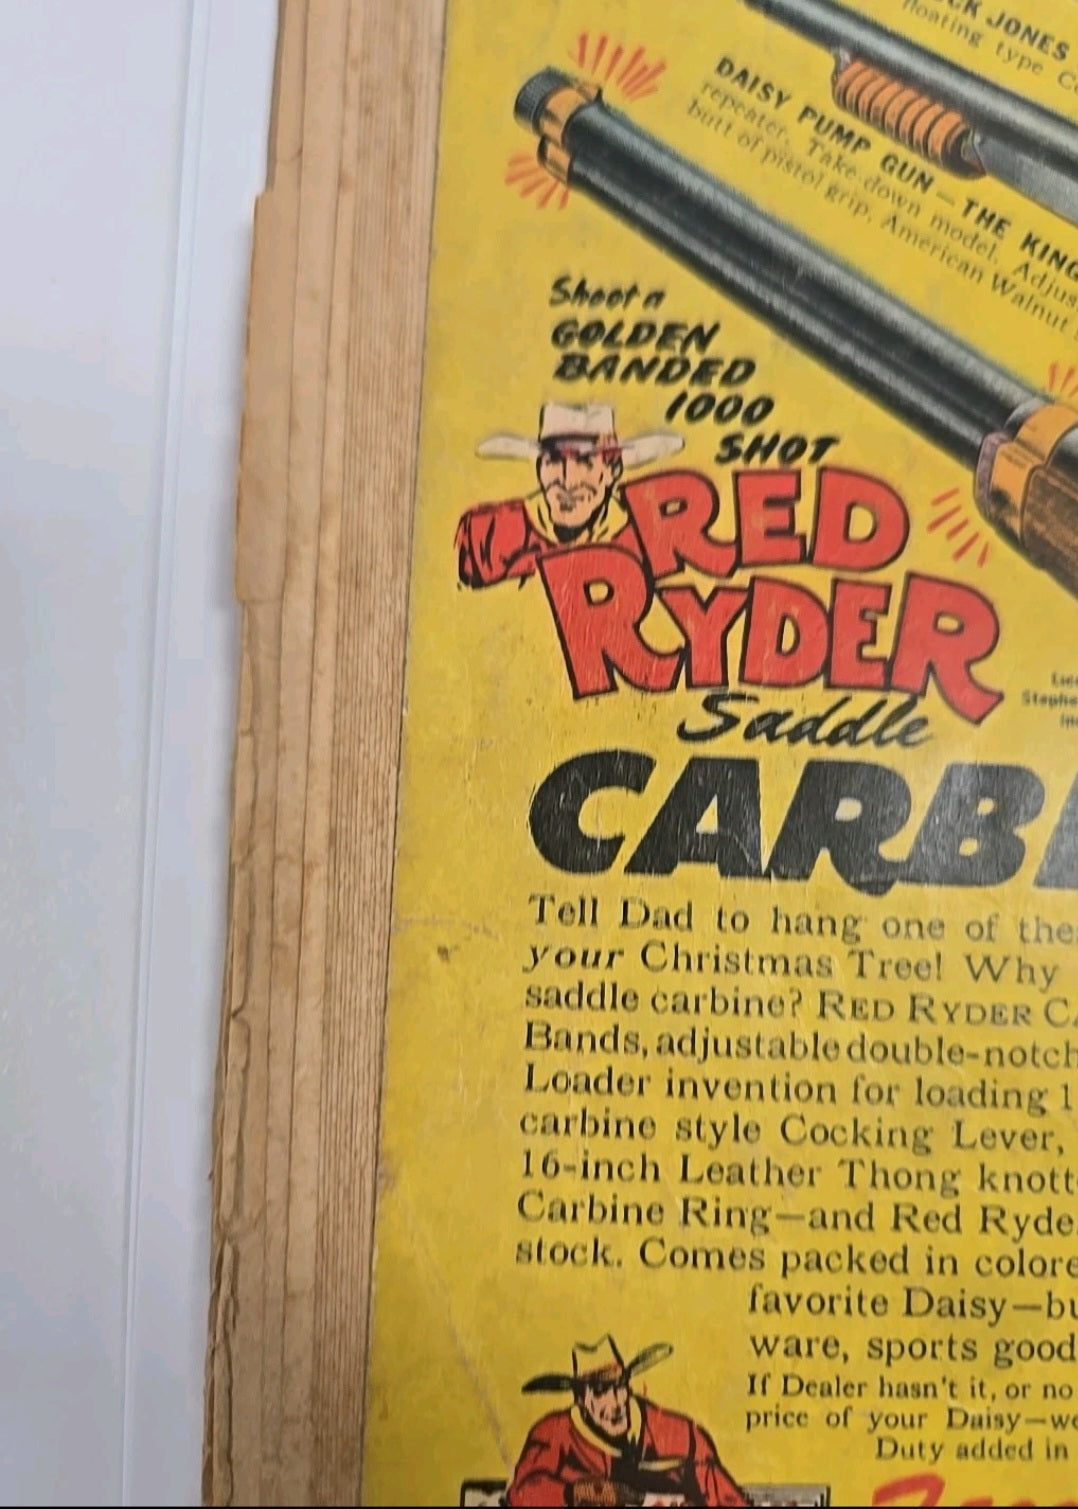 JONES
floating type
DAISY PUMP GUN — THE KING
repeater. Take-down model. Adjus
butt of pistol grip. American Walnut
Shoot a
GOLDEN
BANDED
1000
SHOT
RED
RYDER
Saddle
CARB
Tell Dad to hang one of the
your Christmas Tree! Why
saddle carbine? RED RYDER CA
Bands, adjustable double-notch
Loader invention for loading 1
carbine style Cocking Lever,
16-inch Leather Thong knott
Carbine Ring—and Red Ryde
stock. Comes packed in colore
favorite Daisy—bu
ware, sports good
If Dealer hasn't it, or no
price of your Daisy—we
Duty added in